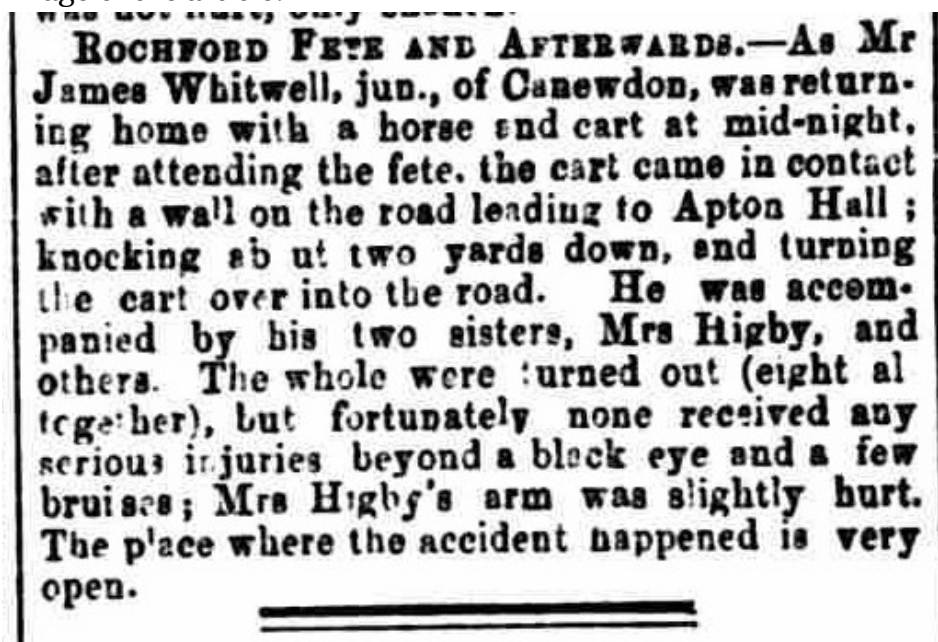 ROCHFORD FETE AND AFTERWARDS.—As Mr
James Whitwell, jun., of Canewdon, was return-
ing home with a horse and cart at mid-night,
after attending the fete. the cart came in contact
with a wall on the road leading to Apton Hall ;
knocking ab ut two yards down, and turning
the cart over into the road. He was accom-
panied by his two sisters, Mrs Higby, and
others. The whole were turned out (eight al
together), but fortunately none received any
serious injuries beyond a black eye and a few
bruises; Mrs Higby's arm was slightly hurt.
The place where the accident happened is very
open.